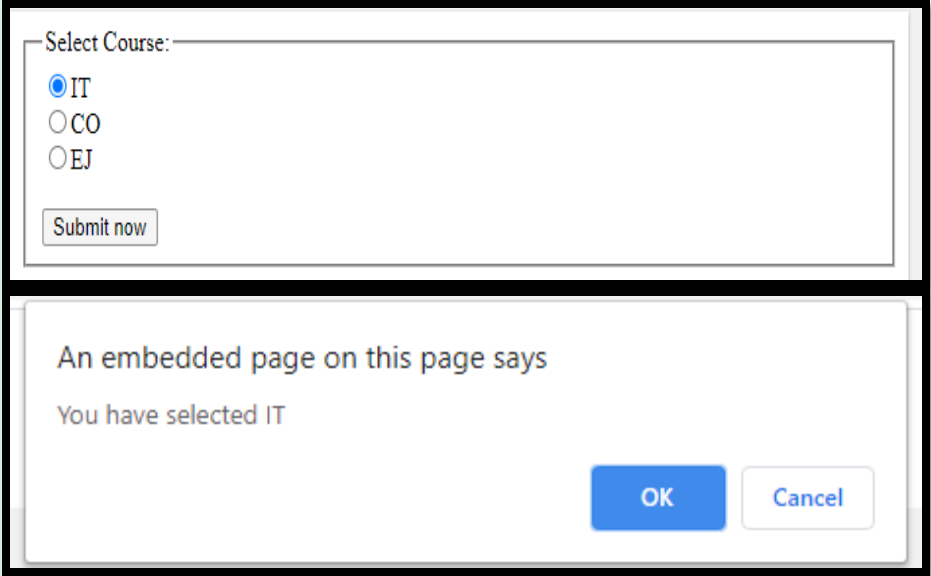 Select Course:
IT
CO
EJ
Submit now
An embedded page on this page says
You have selected IT
OK Cancel